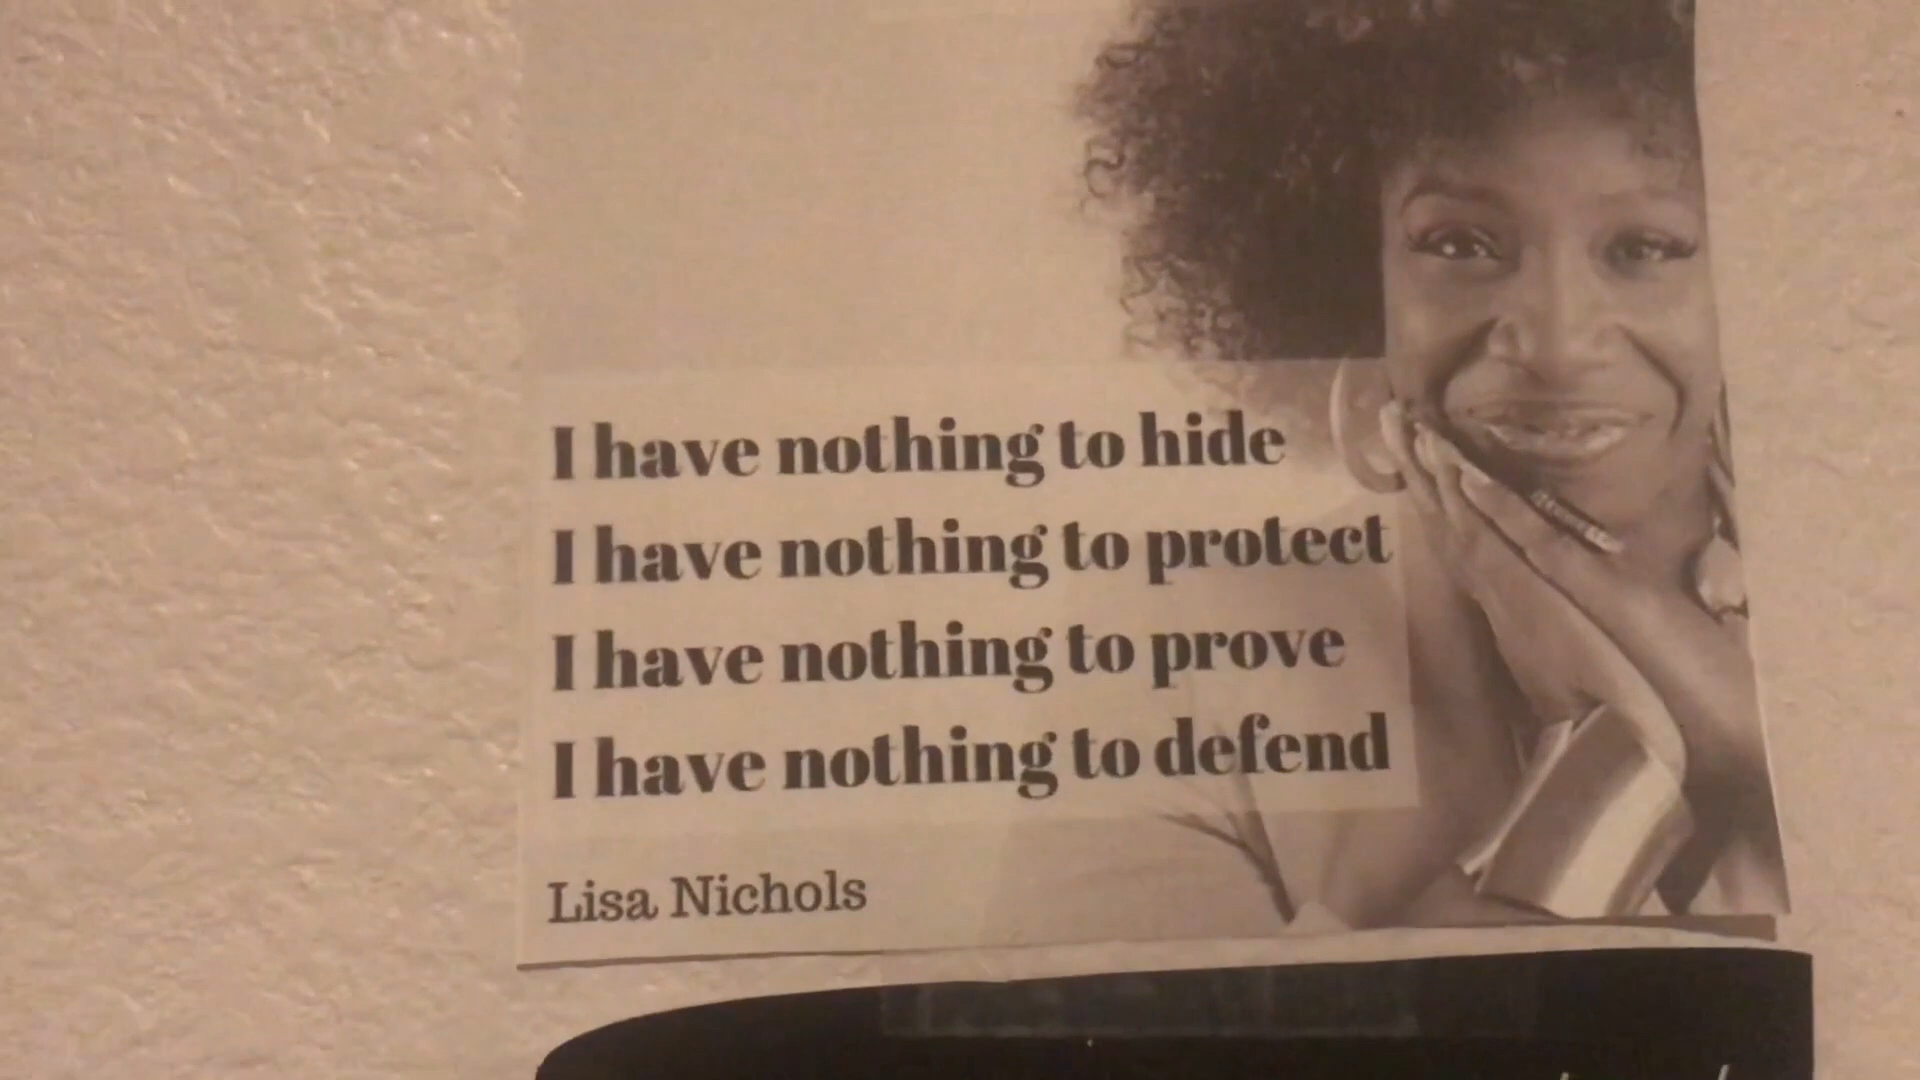 I have nothing to hide
I have nothing to protect
I have nothing to prove
I have nothing to defend
Lisa Nichols